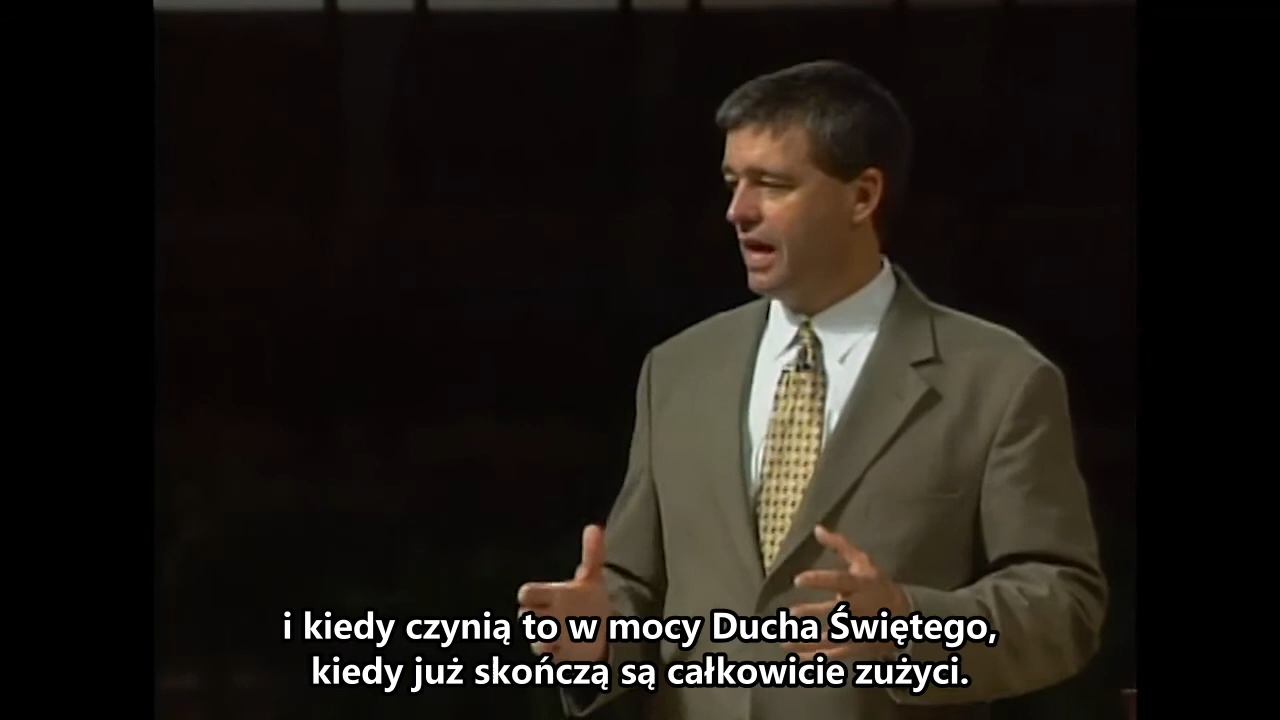 i kiedy czynią to w mocy Ducha Świętego,
kiedy już skończą są całkowicie zużyci.